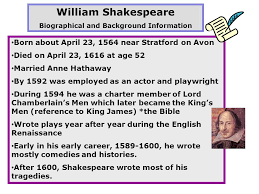 William Shakespeare
Biographical and Background Information
•Born about April 23, 1564 near Stratford on Avon
•Died on April 23, 1616 at age 52
•Married Anne Hathaway
•By 1592 was employed as an actor and playwright
•During 1594 he was a charter member of Lord
Chamberlain's Men which later became the King's
Men (reference to King James) *the Bible
•Wrote plays year after year during the English
Renaissance
•Early in his early career, 1589-1600, he wrote
mostly comedies and histories.
•After 1600, Shakespeare wrote most of his
tragedies.